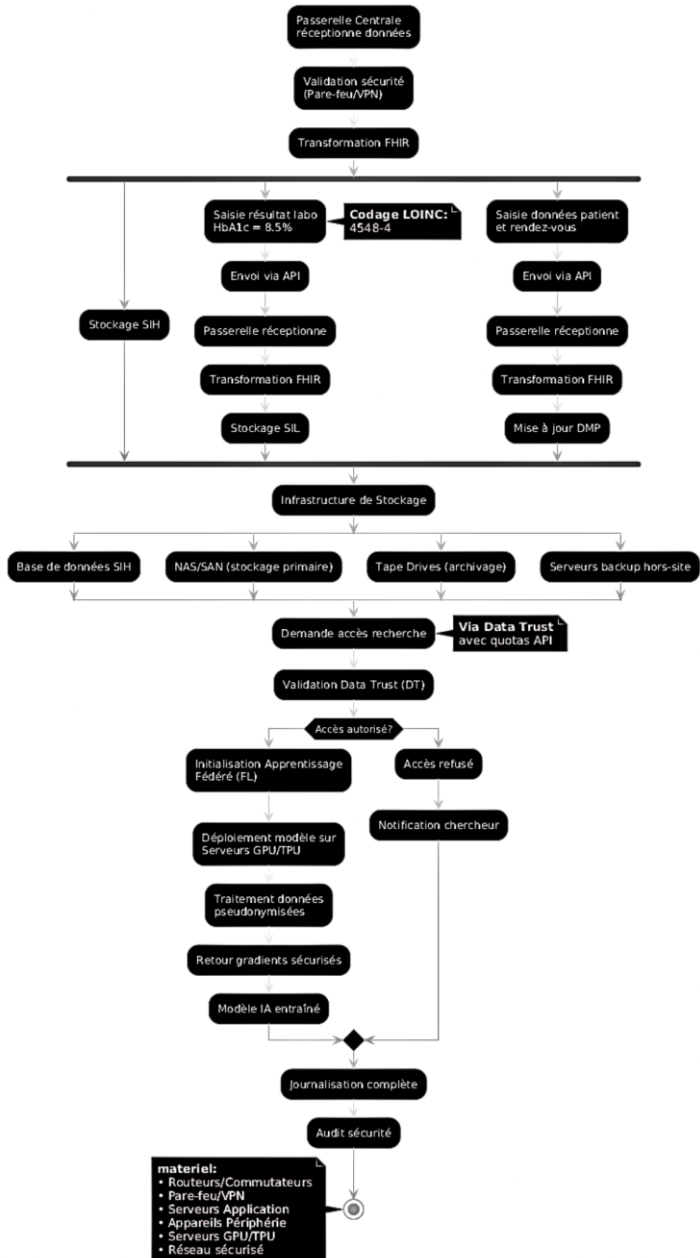 Passerelle Centrale
réceptionne données
Validation sécurité
(Pare-feu/VPN)
Transformation FHIR
Saisie résultat labo
HbA1c = 8.5%
Codage LOINC:
4548-4
Saisie données patient
et rendez-vous
Envoi via API
Envoi via API
Stockage SIH
Passerelle réceptionne
Passerelle réceptionne
Transformation FHIR
Transformation FHIR
Stockage SIL
Mise à jour DMP
Infrastructure de Stockage
Base de données SIH
NAS/SAN (stockage primaire)
Tape Drives (archivage)
Serveurs backup hors-site
Demande accès recherche
Via Data Trust
avec quotas API
Validation Data Trust (DT)
Accès autorisé?
Initialisation Apprentissage
Fédéré (FL)
Accès refusé
Déploiement modèle sur
Serveurs GPU/TPU
Notification chercheur
Traitement données
pseudonymisées
Retour gradients sécurisés
Modèle IA entraîné
Journalisation complète
Audit sécurité
materiel:
• Routeurs/Commutateurs
• Pare-feu/VPN
• Serveurs Application
• Appareils Périphérie
• Serveurs GPU/TPU
• Réseau sécurisé